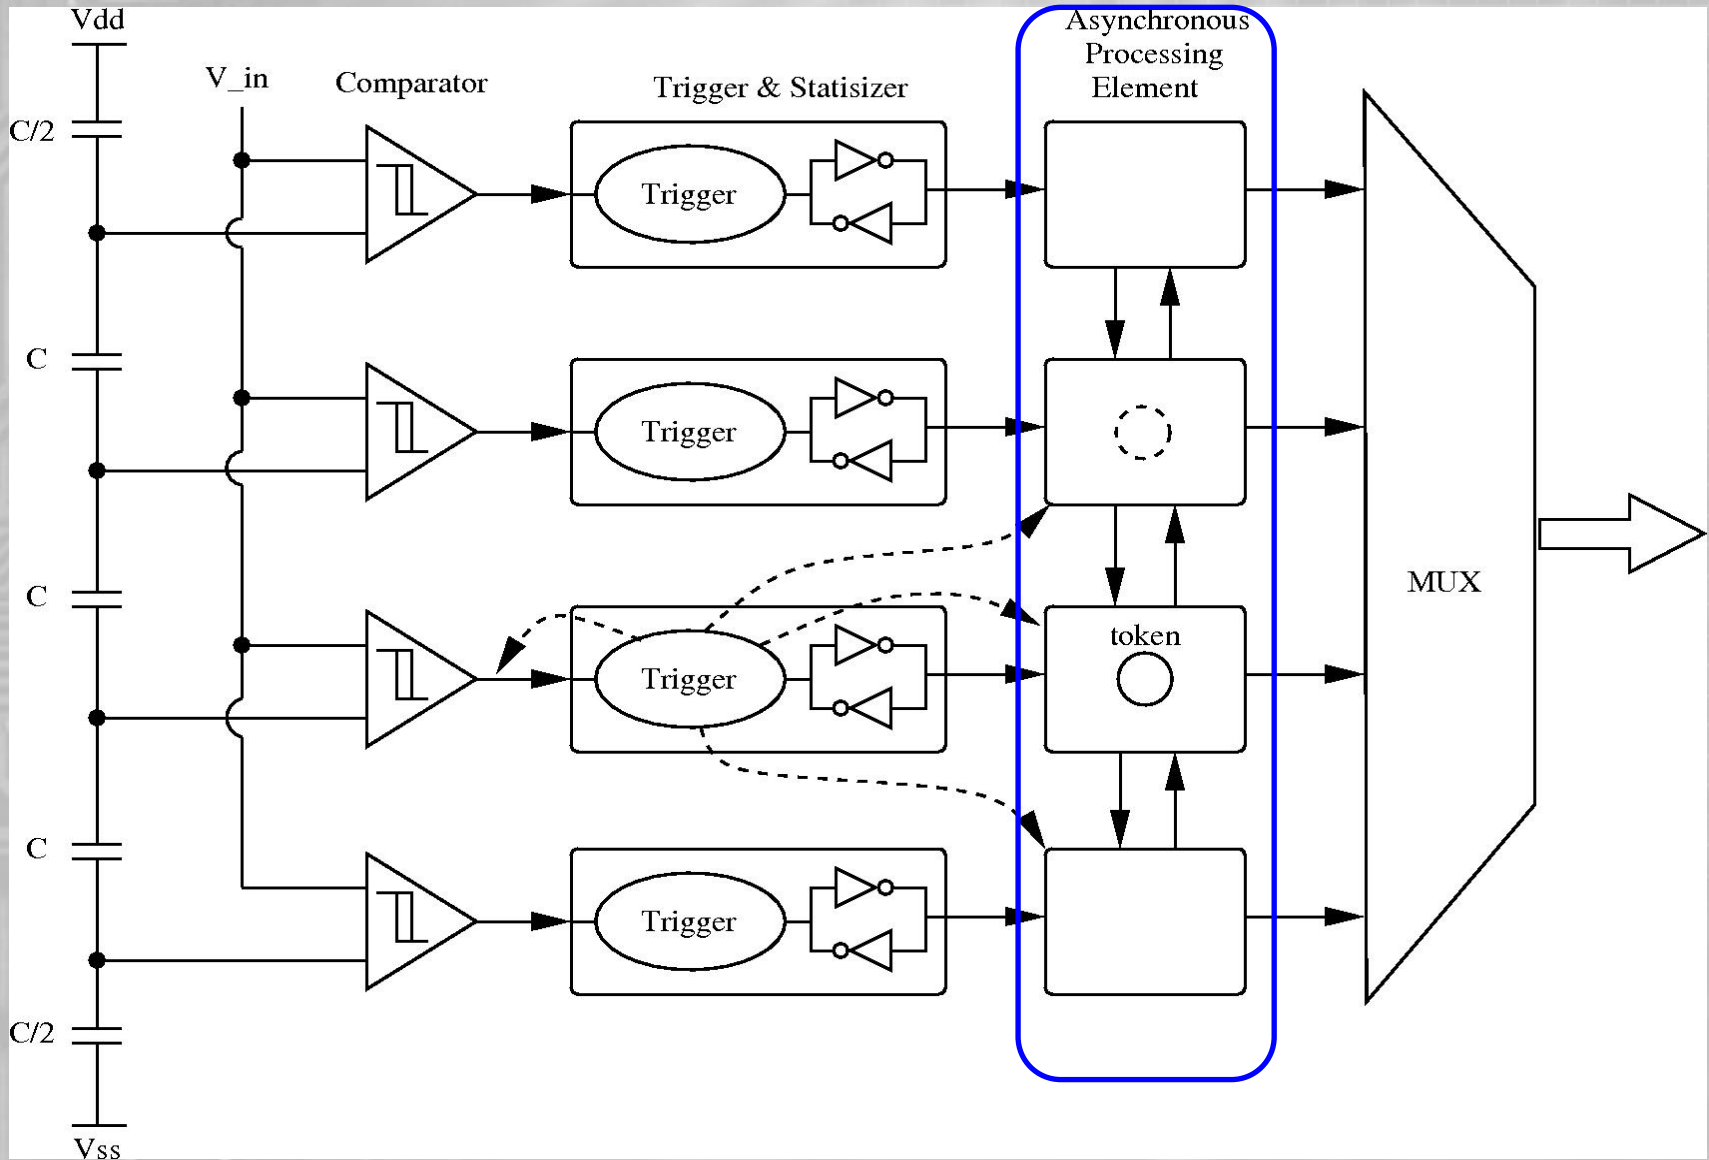 Vdd
V_in
Comparator
Trigger & Statisizer
Asynchronous
Processing
Element
C/2
Trigger
C
Trigger
C
token
Trigger
MUX
C
Trigger
C/2
Vss